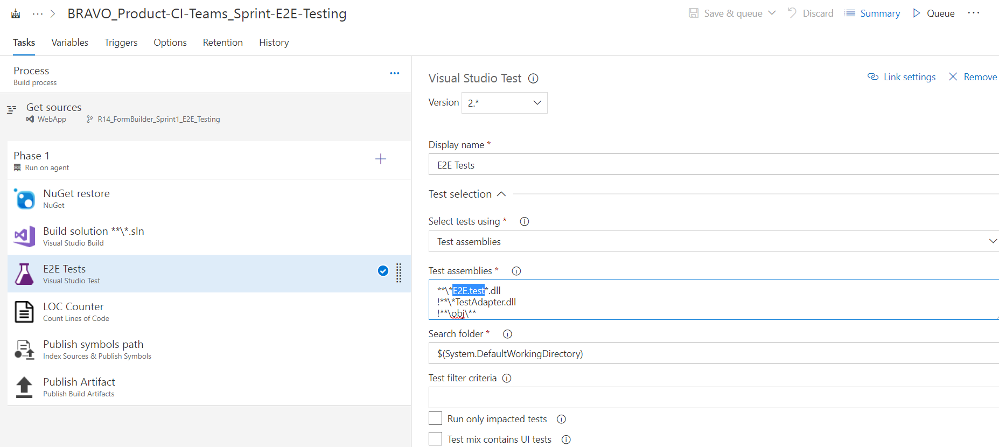 ··· > BRAVO_Product-CI-Teams_Sprint-E2E-Testing
Save & queue Discard Summary Queue ···
Tasks Variables Triggers Options Retention History
Process
Build process
Get sources
WebApp R14_FormBuilder_Sprint1_E2E_Testing
Phase 1
Run on agent
NuGet restore
NuGet
Build solution **\*.sln
Visual Studio Build
E2E Tests
Visual Studio Test
LOC Counter
Count Lines of Code
Publish symbols path
Index Sources & Publish Symbols
Publish Artifact
Publish Build Artifacts
Visual Studio Test
Link settings Remove
Version 2.*
Display name *
E2E Tests
Test selection
Select tests using *
Test assemblies
Test assemblies *
**\*E2E.test*.dll
!**\*TestAdapter.dll
!**\obj\**
Search folder *
$(System.DefaultWorkingDirectory)
Test filter criteria
Run only impacted tests
Test mix contains UI tests